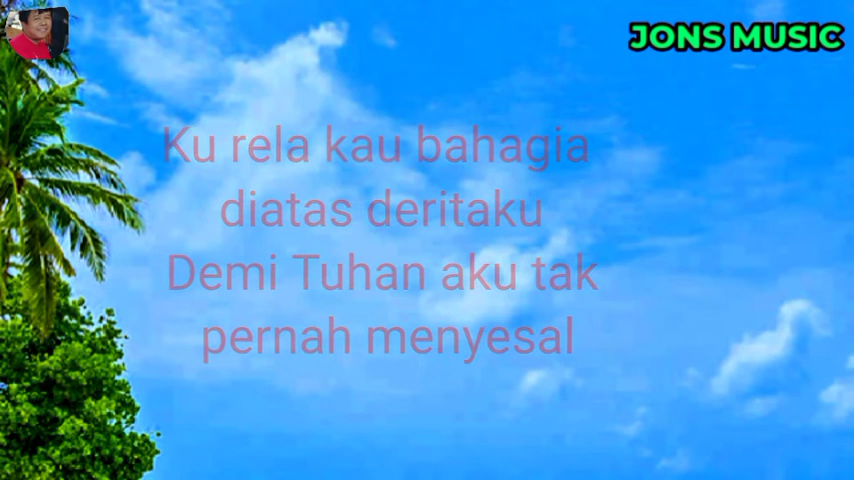 JONS MUSIC
Ku rela kau bahagia
diatas deritaku
Demi Tuhan aku tak
pernah menyesal